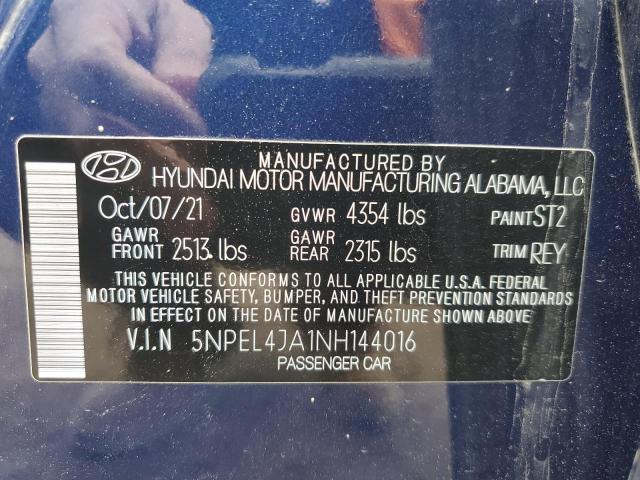 MANUFACTURED BY
HYUNDAI MOTOR MANUFACTURING ALABAMA, LLC
Oct/07/21 GVWR 4354 lbs PAINT ST2
GAWR FRONT 2513 lbs GAWR REAR 2315 lbs TRIM REY
THIS VEHICLE CONFORMS TO ALL APPLICABLE U.S.A. FEDERAL
MOTOR VEHICLE SAFETY, BUMPER, AND THEFT PREVENTION STANDARDS
IN EFFECT ON THE DATE OF MANUFACTURE SHOWN ABOVE.
V.I.N 5NPEL4JA1NH144016
PASSENGER CAR